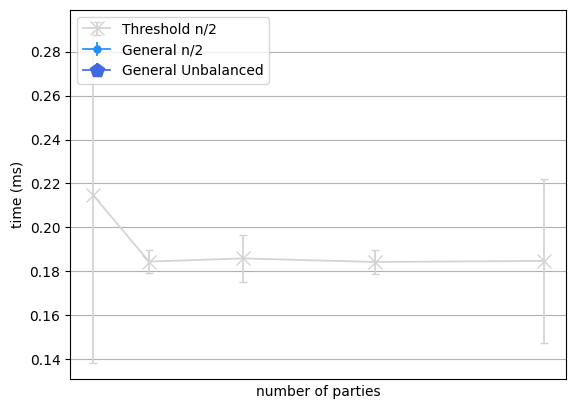 Threshold n/2
General n/2
General Unbalanced
0.28
0.26
0.24
0.22
0.20
0.18
0.16
0.14
time (ms)
number of parties